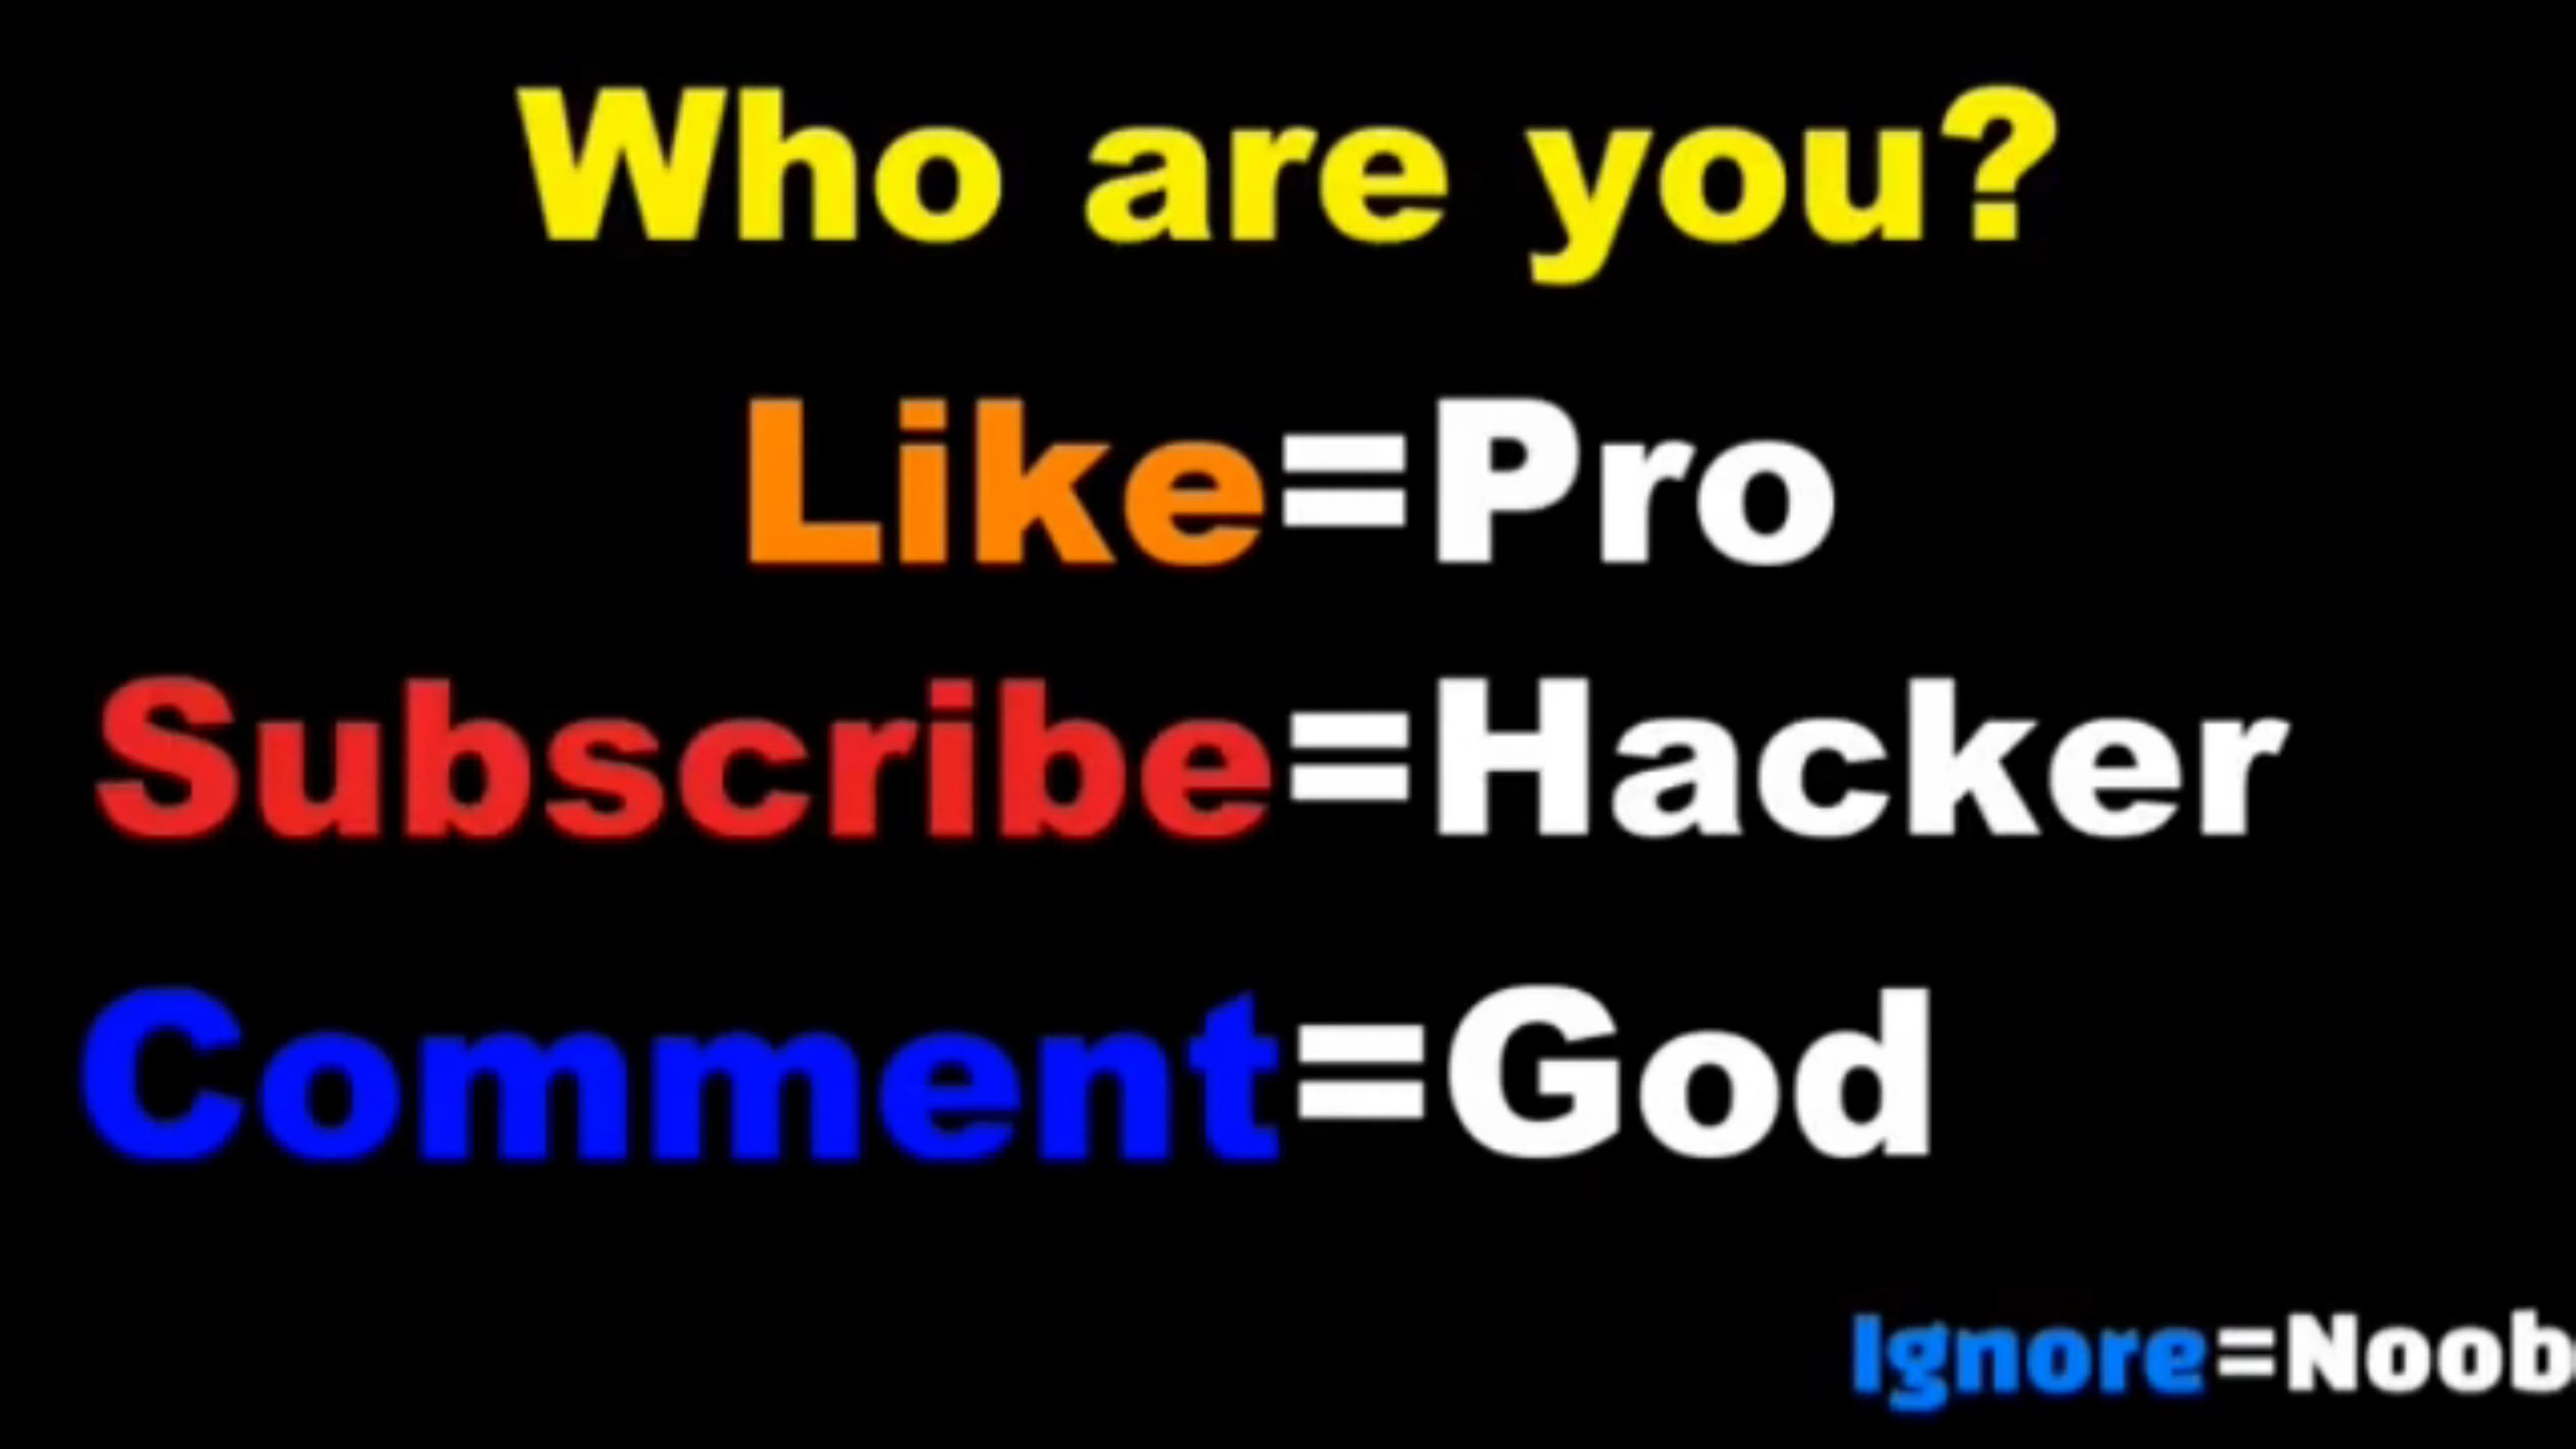 Who are you?
Like=Pro
Subscribe=Hacker
Comment=God
Ignore=Noob